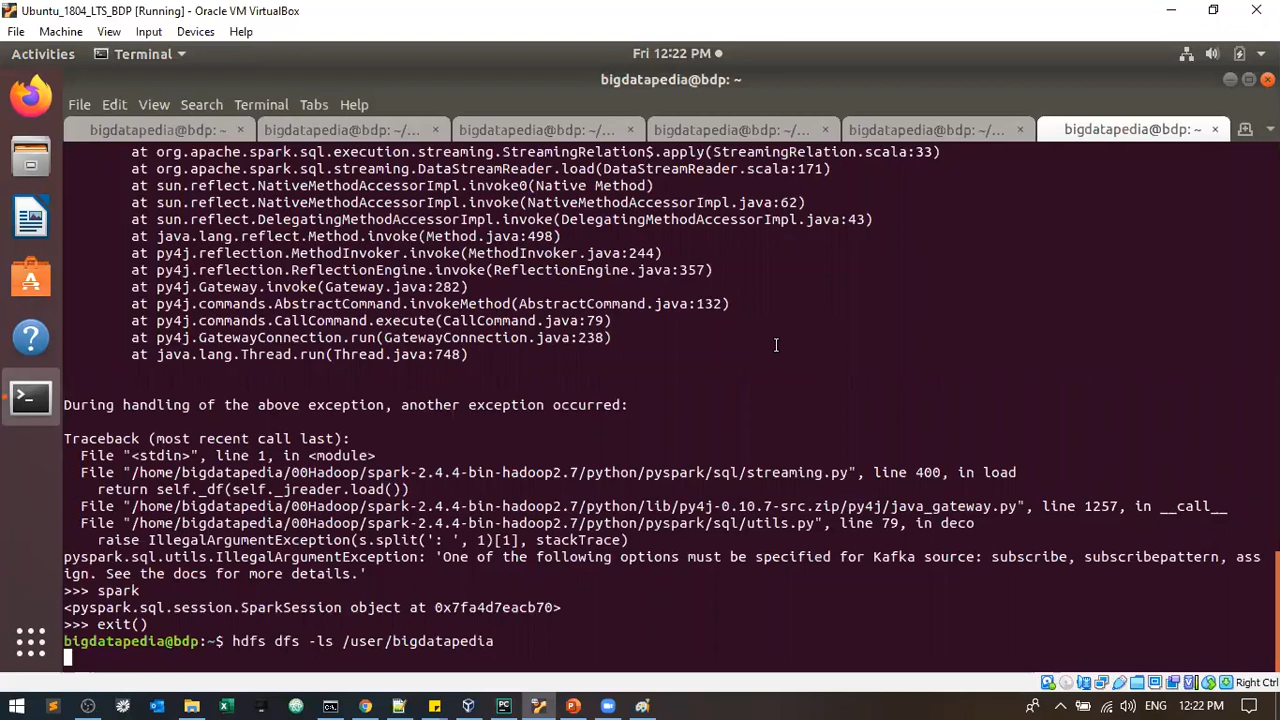 Ubuntu_1804_LTS_BDP [Running] - Oracle VM VirtualBox
File Machine View Input Devices Help
Activities Terminal Fri 12:22 PM
bigdatapedia@bdp: ~
File Edit View Search Terminal Tabs Help
bigdatapedia@bdp: ~ × bigdatapedia@bdp: ~/... × bigdatapedia@bdp: ~/... × bigdatapedia@bdp: ~/... × bigdatapedia@bdp: ~/... × bigdatapedia@bdp: ~ ×
at org.apache.spark.sql.execution.streaming.StreamingRelation$.apply(StreamingRelation.scala:33)
at org.apache.spark.sql.streaming.DataStreamReader.load(DataStreamReader.scala:171)
at sun.reflect.NativeMethodAccessorImpl.invoke0(Native Method)
at sun.reflect.NativeMethodAccessorImpl.invoke(NativeMethodAccessorImpl.java:62)
at sun.reflect.DelegatingMethodAccessorImpl.invoke(DelegatingMethodAccessorImpl.java:43)
at java.lang.reflect.Method.invoke(Method.java:498)
at py4j.reflection.MethodInvoker.invoke(MethodInvoker.java:244)
at py4j.reflection.ReflectionEngine.invoke(ReflectionEngine.java:357)
at py4j.Gateway.invoke(Gateway.java:282)
at py4j.commands.AbstractCommand.invokeMethod(AbstractCommand.java:132)
at py4j.commands.CallCommand.execute(CallCommand.java:79)
at py4j.GatewayConnection.run(GatewayConnection.java:238)
at java.lang.Thread.run(Thread.java:748)
During handling of the above exception, another exception occurred:
Traceback (most recent call last):
File "<stdin>", line 1, in <module>
File "/home/bigdatapedia/00Hadoop/spark-2.4.4-bin-hadoop2.7/python/pyspark/sql/streaming.py", line 400, in load
return self._df(self._jreader.load())
File "/home/bigdatapedia/00Hadoop/spark-2.4.4-bin-hadoop2.7/python/lib/py4j-0.10.7-src.zip/py4j/java_gateway.py", line 1257, in __call__
File "/home/bigdatapedia/00Hadoop/spark-2.4.4-bin-hadoop2.7/python/pyspark/sql/utils.py", line 79, in deco
raise IllegalArgumentException(s.split(': ', 1)[1], stackTrace)
pyspark.sql.utils.IllegalArgumentException: 'One of the following options must be specified for Kafka source: subscribe, subscribepattern, ass
ign. See the docs for more details.'
>>> spark
<pyspark.sql.session.SparkSession object at 0x7fa4d7eacb70>
>>> exit()
bigdatapedia@bdp:~$ hdfs dfs -ls /user/bigdatapedia
Right Ctrl
ENG 12:22 PM